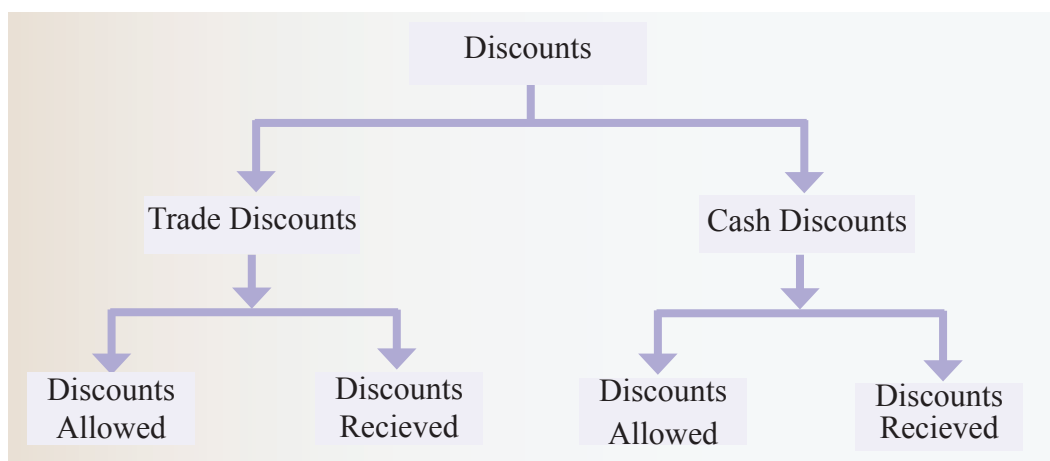 Discounts
Trade Discounts
Cash Discounts
Discounts
Allowed
Discounts
Recieved
Discounts
Allowed
Discounts
Recieved